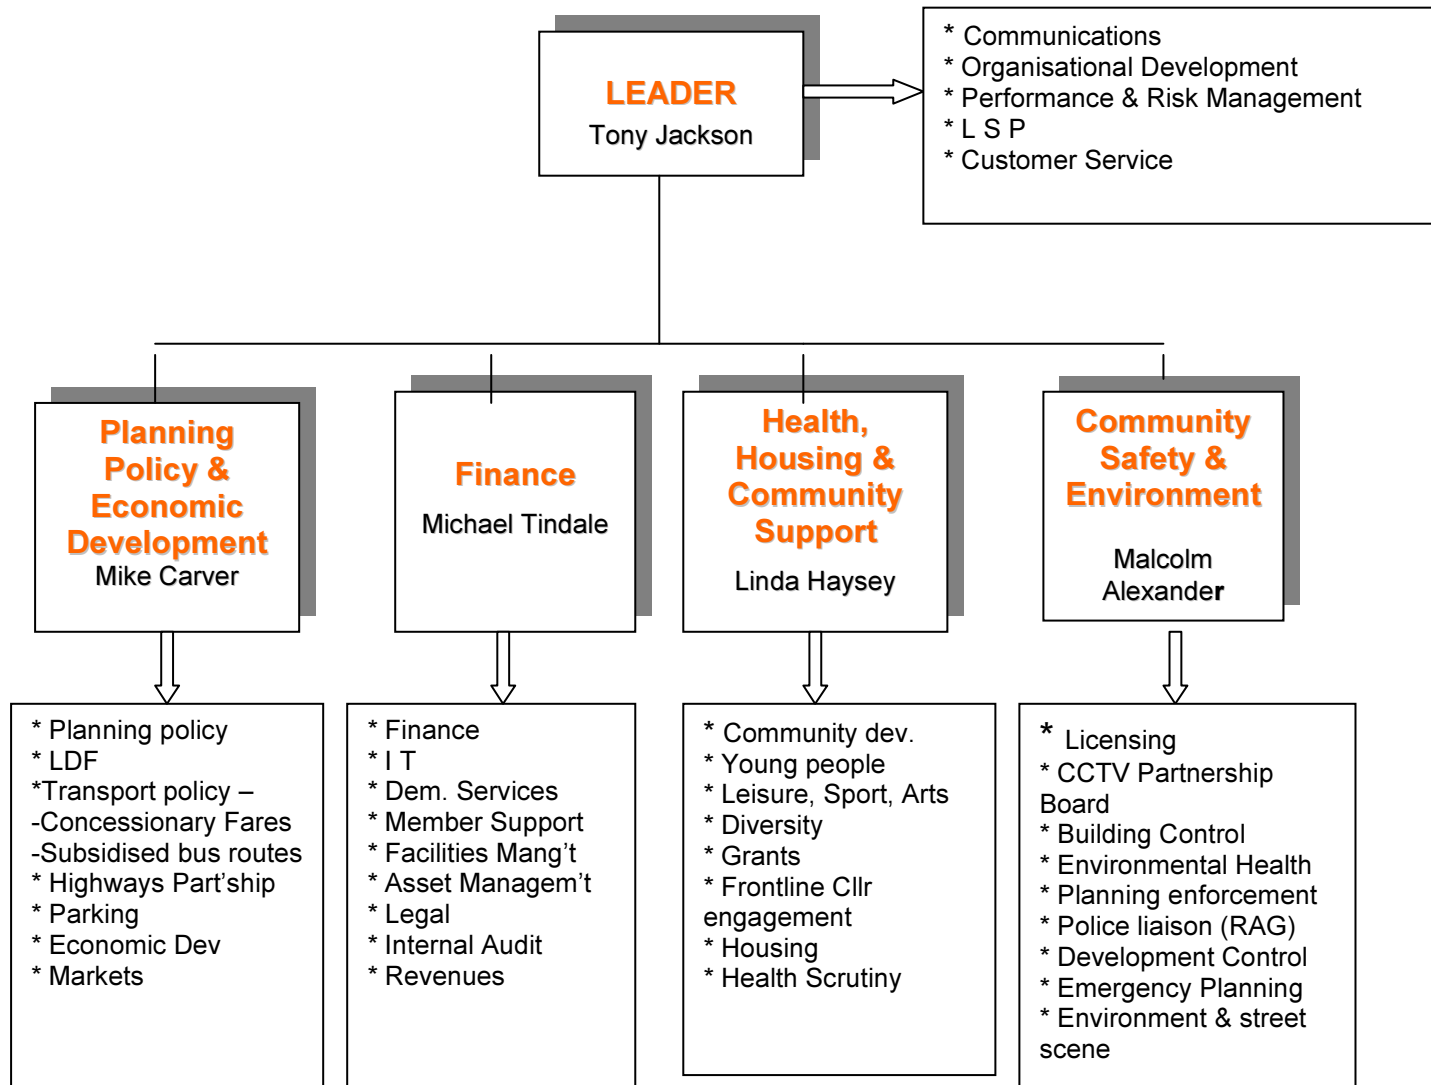 LEADER
Tony Jackson
* Communications
* Organisational Development
* Performance & Risk Management
* L S P
* Customer Service
Planning
Policy &
Economic
Development
Mike Carver
Finance
Michael Tindale
Health,
Housing &
Community
Support
Linda Haysey
Community
Safety &
Environment
Malcolm
Alexander
* Planning policy
* LDF
*Transport policy –
-Concessionary Fares
-Subsidised bus routes
* Highways Part’ship
* Parking
* Economic Dev
* Markets
* Finance
* I T
* Dem. Services
* Member Support
* Facilities Mang’t
* Asset Managem’t
* Legal
* Internal Audit
* Revenues
* Community dev.
* Young people
* Leisure, Sport, Arts
* Diversity
* Grants
* Frontline Cllr
engagement
* Housing
* Health Scrutiny
* Licensing
* CCTV Partnership
Board
* Building Control
* Environmental Health
* Planning enforcement
* Police liaison (RAG)
* Development Control
* Emergency Planning
* Environment & street
scene